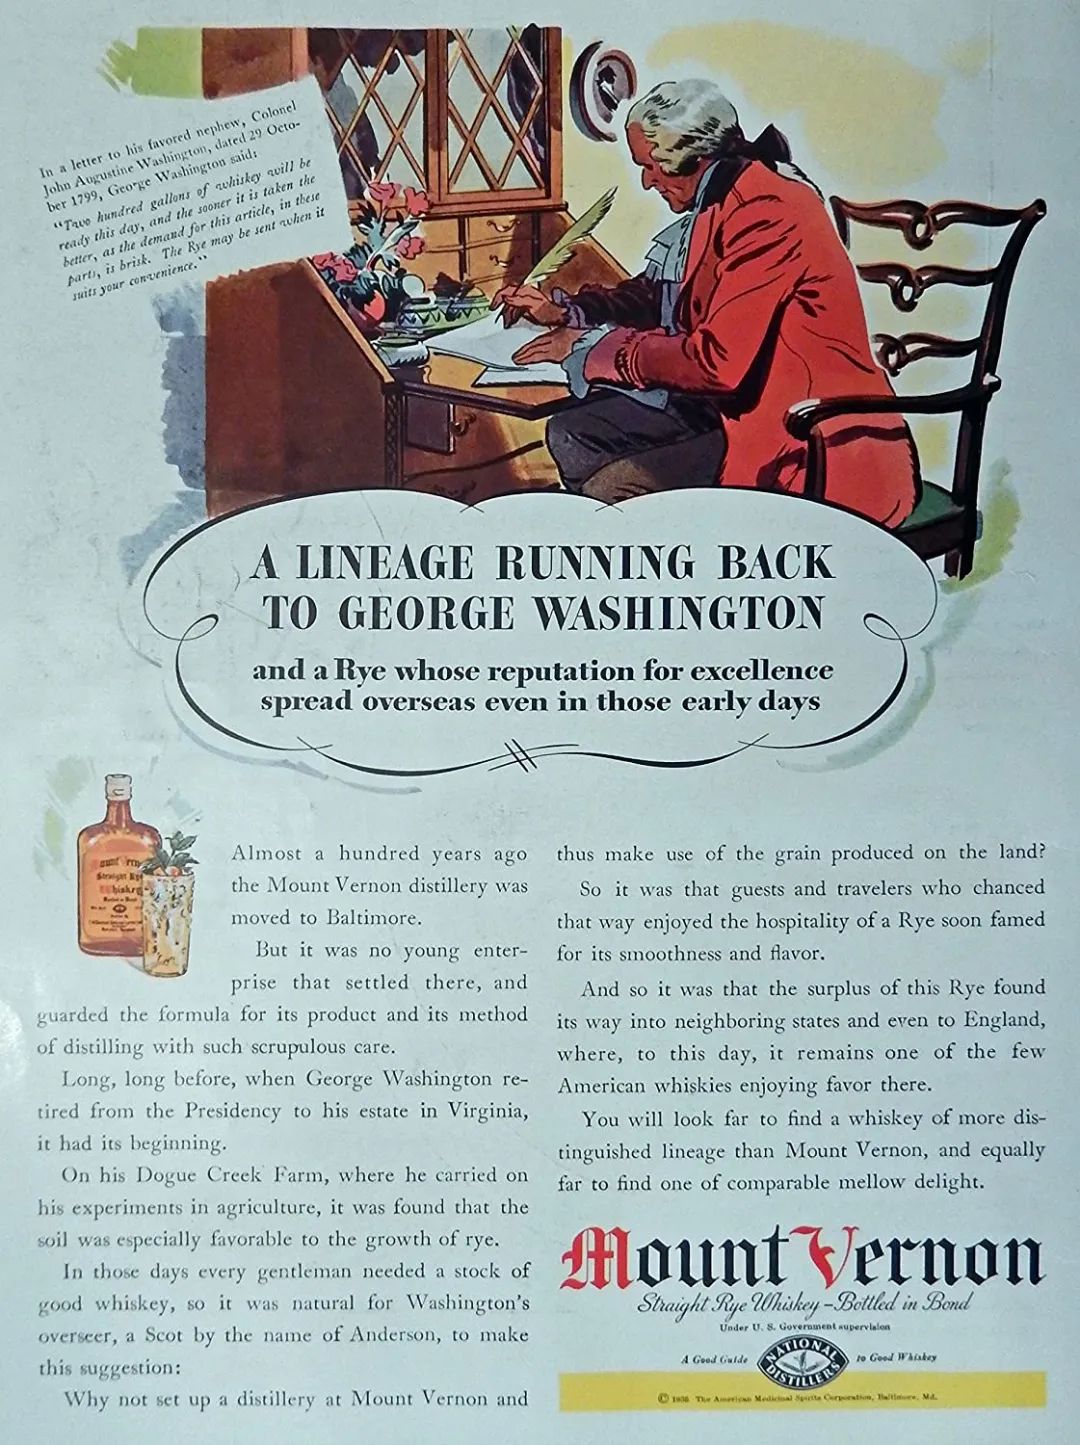 In a letter to his favored nephew, Colonel
John Augustine Washington, dated 29 Octo-
ber 1799, George Washington said:
"Two hundred gallons of whiskey will be
ready this day, and the sooner it is taken the
better, as the demand for this article, in these
parts, is brisk. The Rye may be sent when it
suits your convenience."
A LINEAGE RUNNING BACK
TO GEORGE WASHINGTON
and a Rye whose reputation for excellence
spread overseas even in those early days
Mount Vern
Straight Rye
Whiskey
Almost a hundred years ago
the Mount Vernon distillery was
moved to Baltimore.
But it was no young enter-
prise that settled there, and
guarded the formula for its product and its method
of distilling with such scrupulous care.
Long, long before, when George Washington re-
tired from the Presidency to his estate in Virginia,
it had its beginning.
On his Dogue Creek Farm, where he carried on
his experiments in agriculture, it was found that the
soil was especially favorable to the growth of rye.
In those days every gentleman needed a stock of
good whiskey, so it was natural for Washington's
overseer, a Scot by the name of Anderson, to make
this suggestion:
Why not set up a distillery at Mount Vernon and
thus make use of the grain produced on the land?
So it was that guests and travelers who chanced
that way enjoyed the hospitality of a Rye soon famed
for its smoothness and flavor.
And so it was that the surplus of this Rye found
its way into neighboring states and even to England,
where, to this day, it remains one of the few
American whiskies enjoying favor there.
You will look far to find a whiskey of more dis-
tinguished lineage than Mount Vernon, and equally
far to find one of comparable mellow delight.
Mount Vernon
Straight Rye Whiskey – Bottled in Bond
Under U. S. Government supervision
A Good Guide
NATIONAL
DISTILLERS
to Good Whiskey
© The American Medicinal Spirits Corporation, Baltimore, Md.